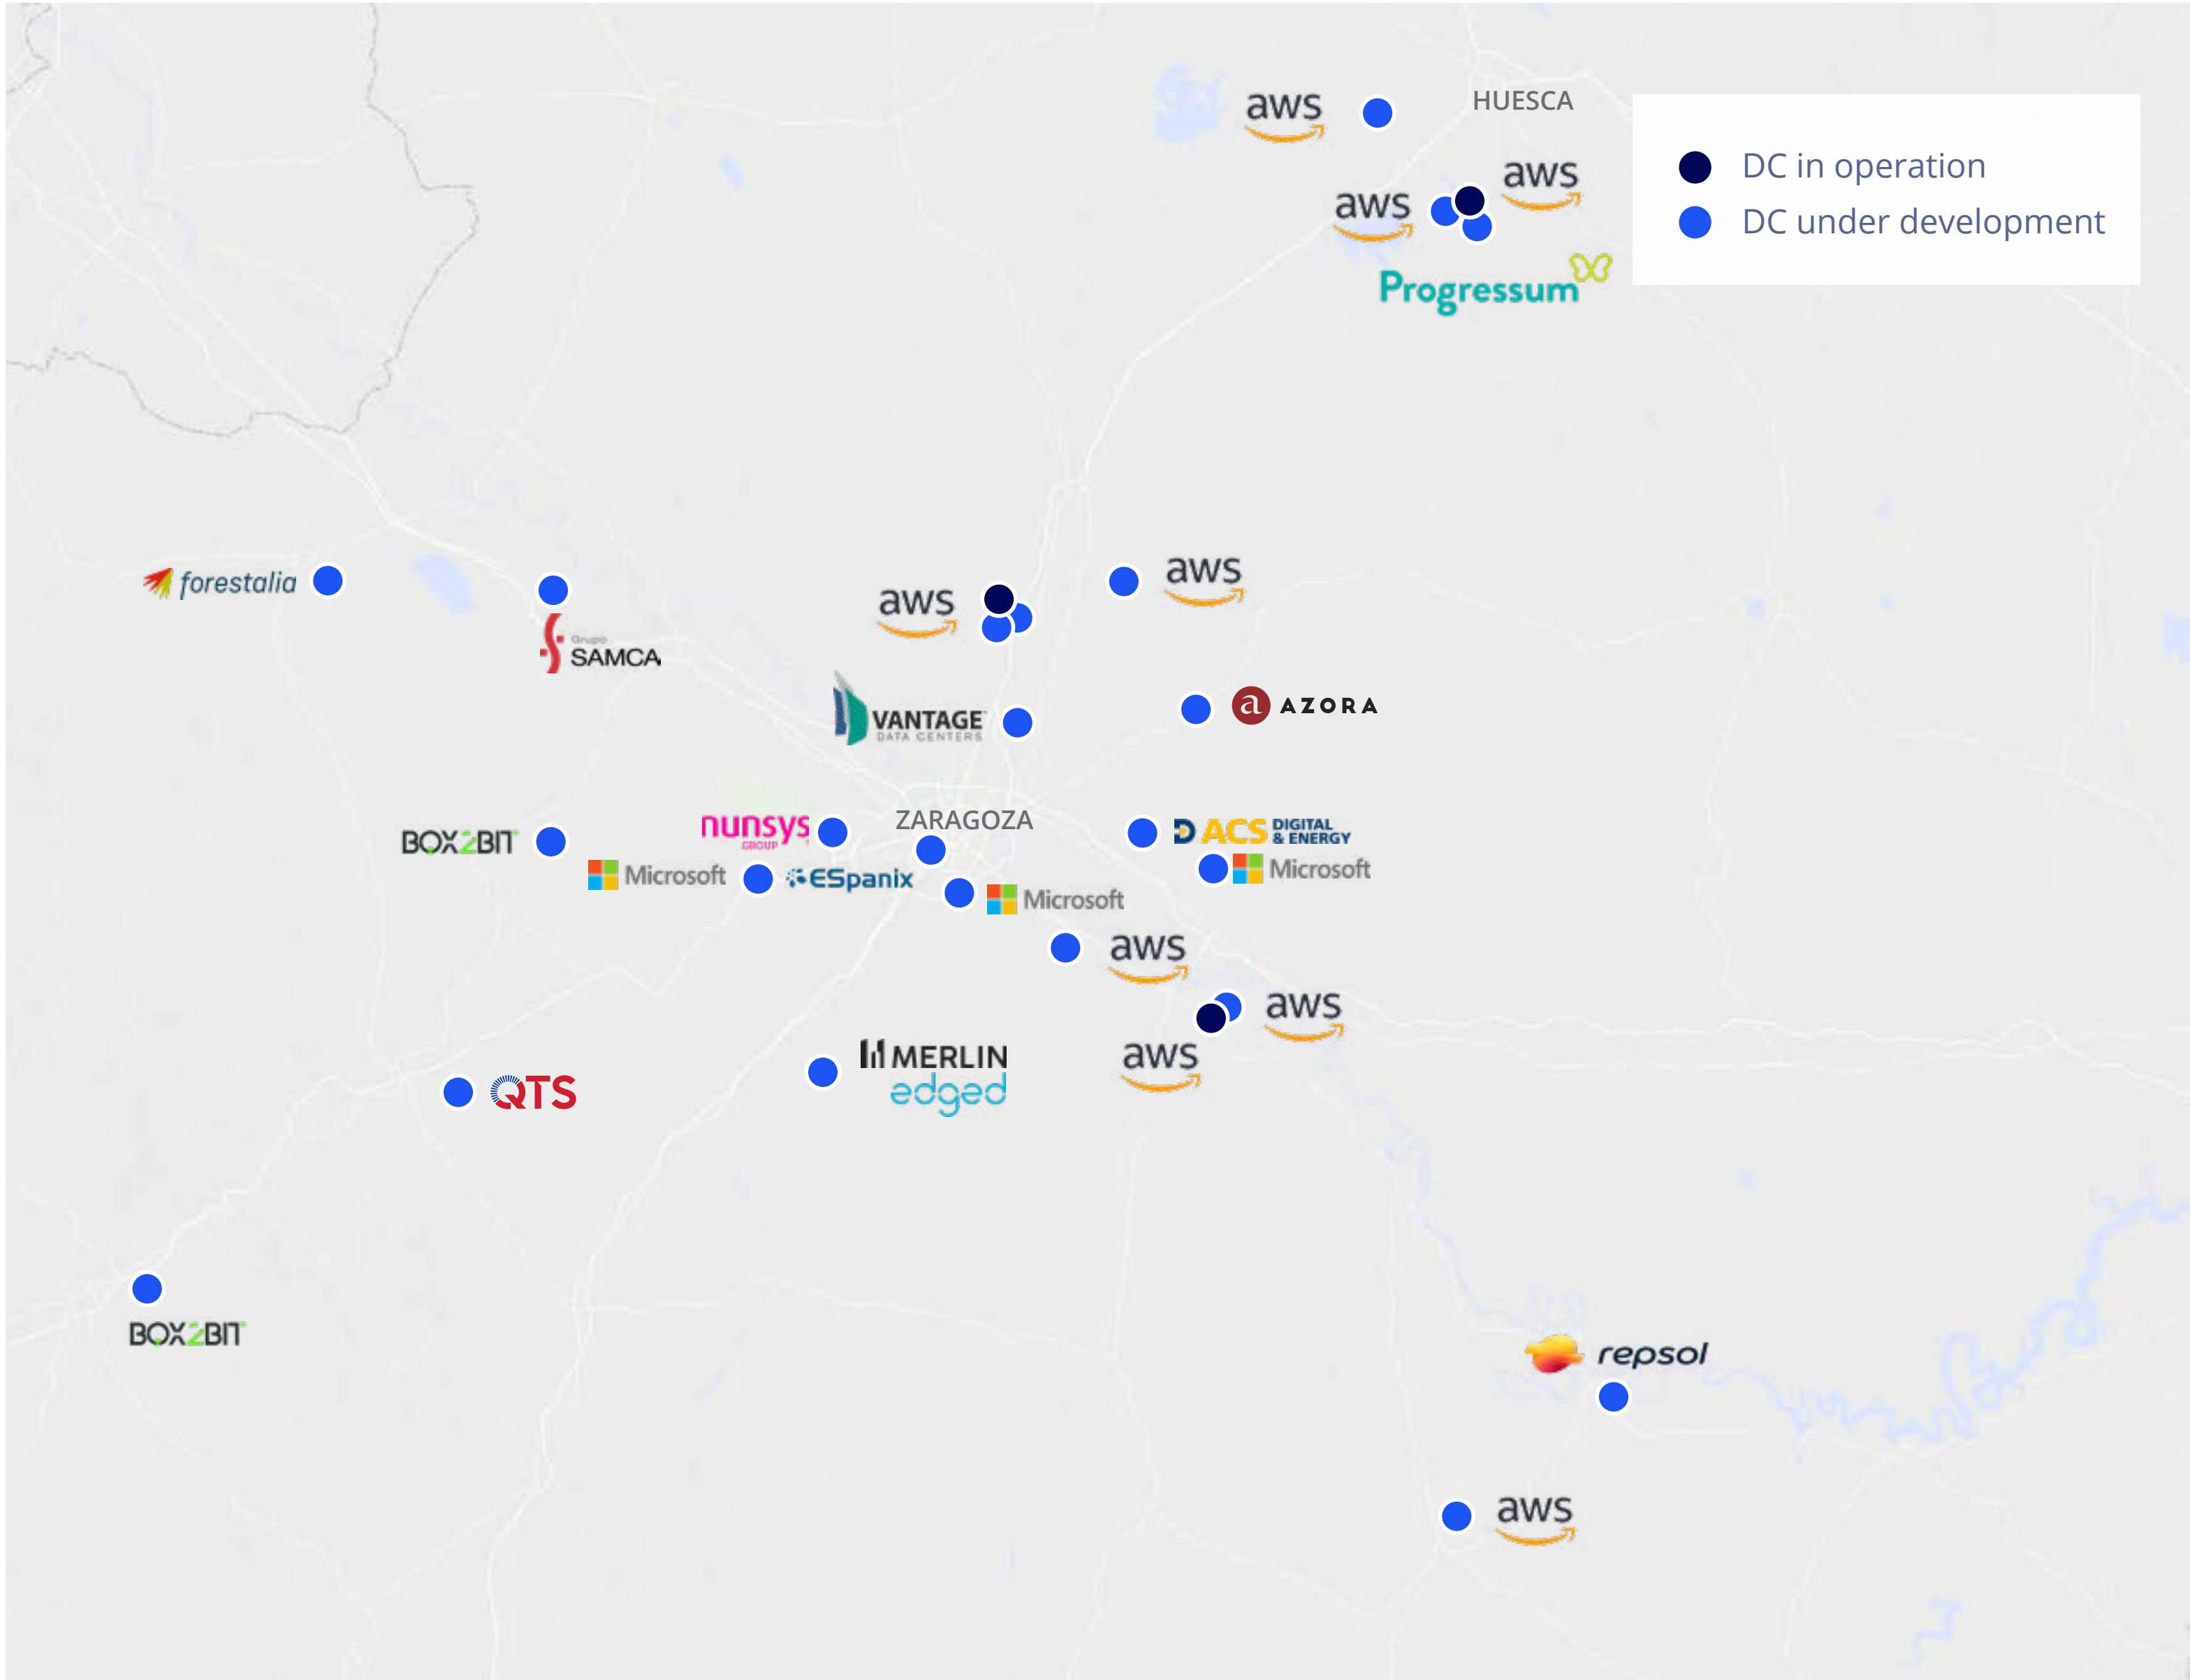 aws
HUESCA
aws
aws
Progressum
DC in operation
DC under development
forestalia
Grupo
SAMCA
aws
aws
VANTAGE
DATA CENTERS
a AZORA
BOX2BIT
nunsys
GROUP
ZARAGOZA
D ACS DIGITAL
& ENERGY
Microsoft
ESpanix
Microsoft
Microsoft
aws
aws
aws
MERLIN
edged
QTS
BOX2BIT
repsol
aws